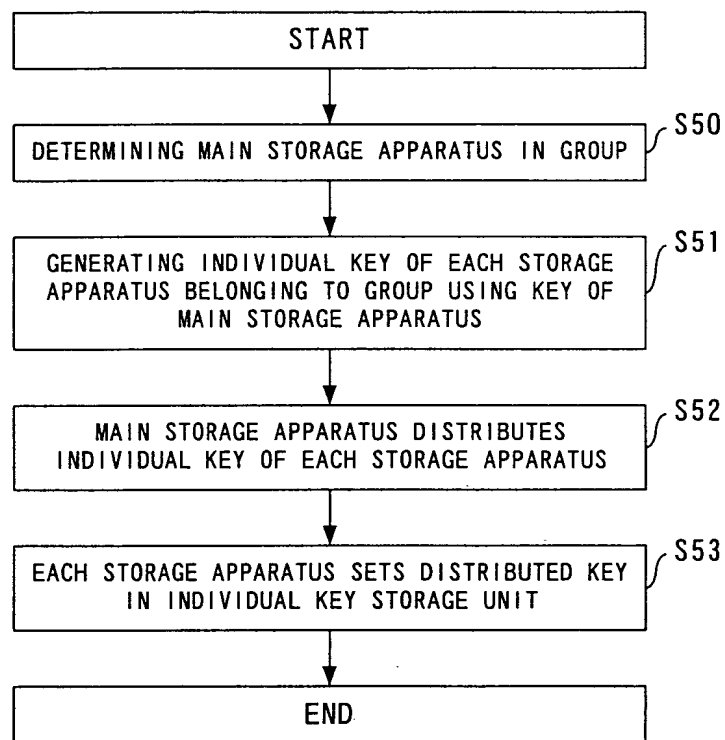 START
S50
DETERMINING MAIN STORAGE APPARATUS IN GROUP
S51
GENERATING INDIVIDUAL KEY OF EACH STORAGE
APPARATUS BELONGING TO GROUP USING KEY OF
MAIN STORAGE APPARATUS
S52
MAIN STORAGE APPARATUS DISTRIBUTES
INDIVIDUAL KEY OF EACH STORAGE APPARATUS
S53
EACH STORAGE APPARATUS SETS DISTRIBUTED KEY
IN INDIVIDUAL KEY STORAGE UNIT
END